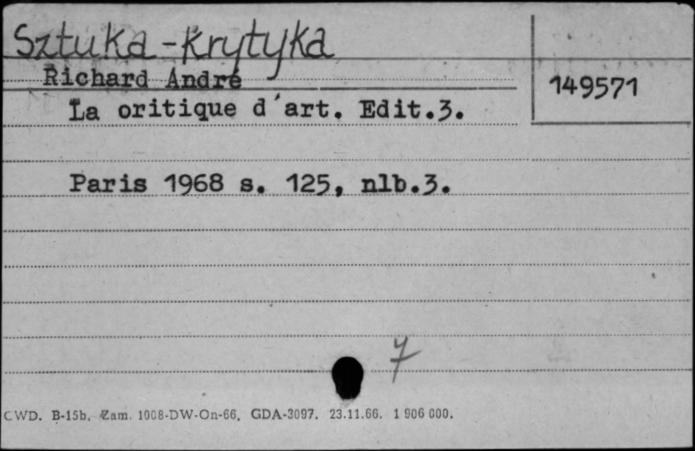 Sztuka-Krytyka
Richard André
149571
La oritique d'art. Edit.3.
Paris 1968 s. 125, nlb.3.
7
CWD. B-15b. Zam. 1008-DW-On-66. GDA-3097. 23.11.66. 1 906 000.